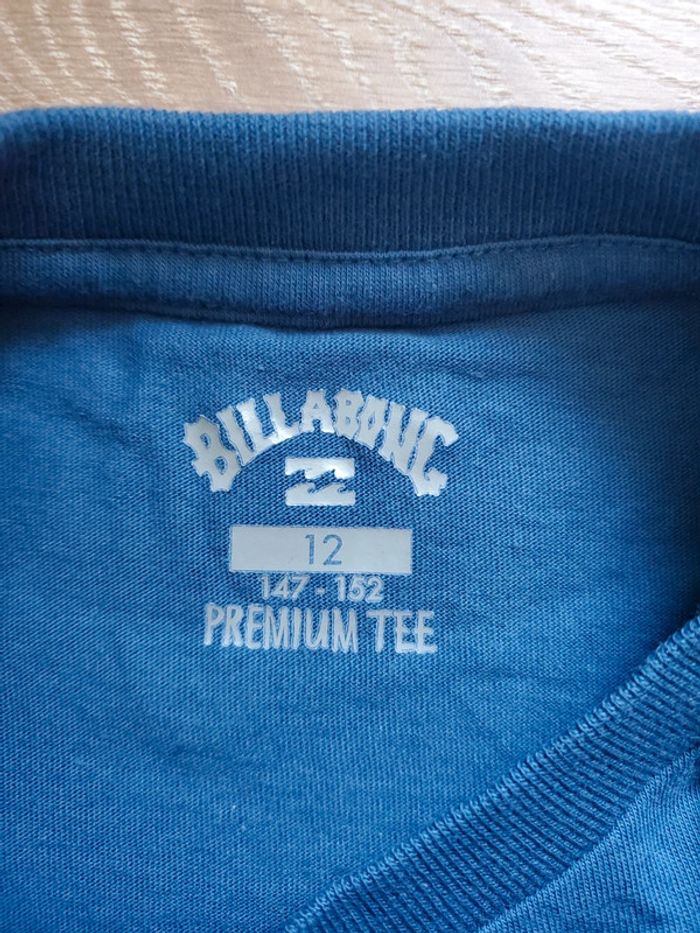 BILLABONG
12
147 - 152
PREMIUM TEE